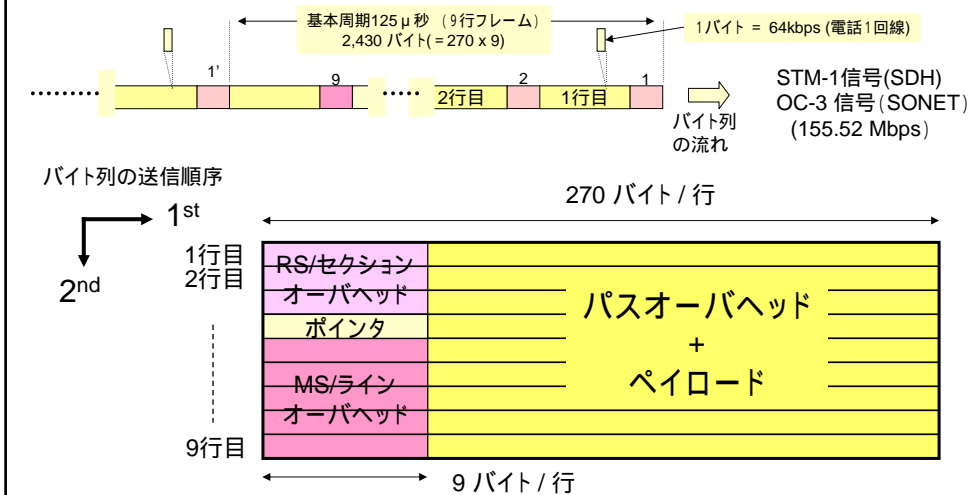 基本周期125μ秒 (9行フレーム)
2,430 バイト(= 270 x 9)
1バイト = 64kbps (電話1回線)
1'
9
2
1
2行目
1行目
バイト列
の流れ
STM-1信号(SDH)
OC-3 信号(SONET)
(155.52 Mbps)
バイト列の送信順序
1st
2nd
270 バイト / 行
1行目
2行目
9行目
RS/セクション
オーバヘッド
ポインタ
MS/ライン
オーバヘッド
パスオーバヘッド
+
ペイロード
9 バイト / 行